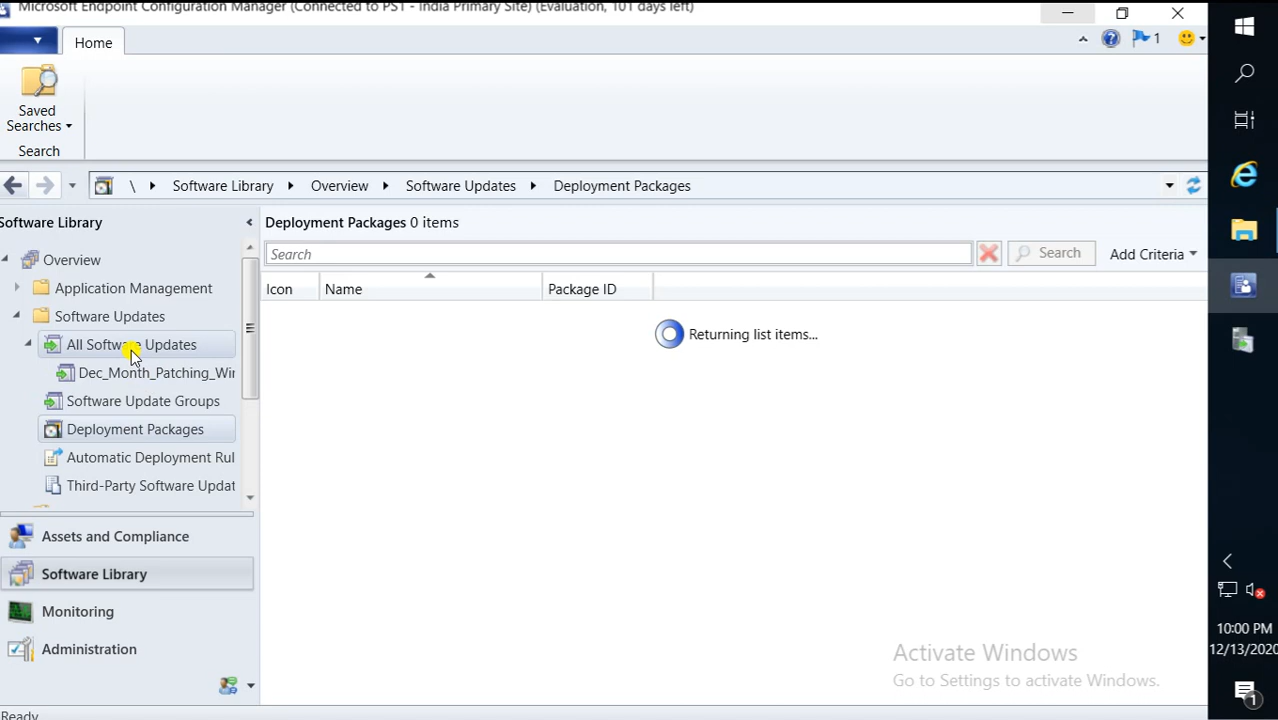 Microsoft Endpoint Configuration Manager (Connected to PS1 - India Primary Site) (Evaluation, 101 days left)
Home
1
Saved
Searches
Search
\ Software Library Overview Software Updates Deployment Packages
Software Library
Overview
Application Management
Software Updates
All Software Updates
Dec_Month_Patching_Wir
Software Update Groups
Deployment Packages
Automatic Deployment Rul
Third-Party Software Updat
Assets and Compliance
Software Library
Monitoring
Administration
Deployment Packages 0 items
Search
Search
Add Criteria
Icon Name Package ID
Returning list items...
Activate Windows
Go to Settings to activate Windows.
Ready
10:00 PM
12/13/2020
1